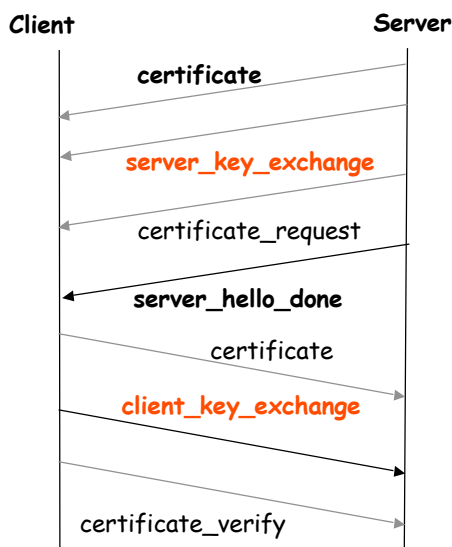 Client
Server
certificate
server_key_exchange
certificate_request
server_hello_done
certificate
client_key_exchange
certificate_verify